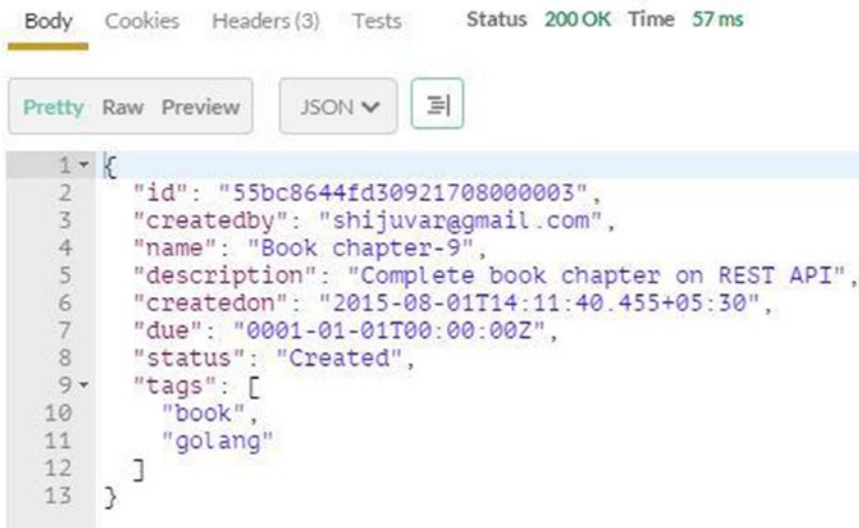 Body Cookies Headers (3) Tests Status 200 OK Time 57 ms
Pretty Raw Preview JSON
1 {
2 "id": "55bc8644fd30921708000003",
3 "createdby": "shijuvar@gmail.com",
4 "name": "Book chapter-9",
5 "description": "Complete book chapter on REST API",
6 "createdon": "2015-08-01T14:11:40.455+05:30",
7 "due": "0001-01-01T00:00:00Z",
8 "status": "Created",
9 "tags": [
10 "book",
11 "golang"
12 ]
13 }